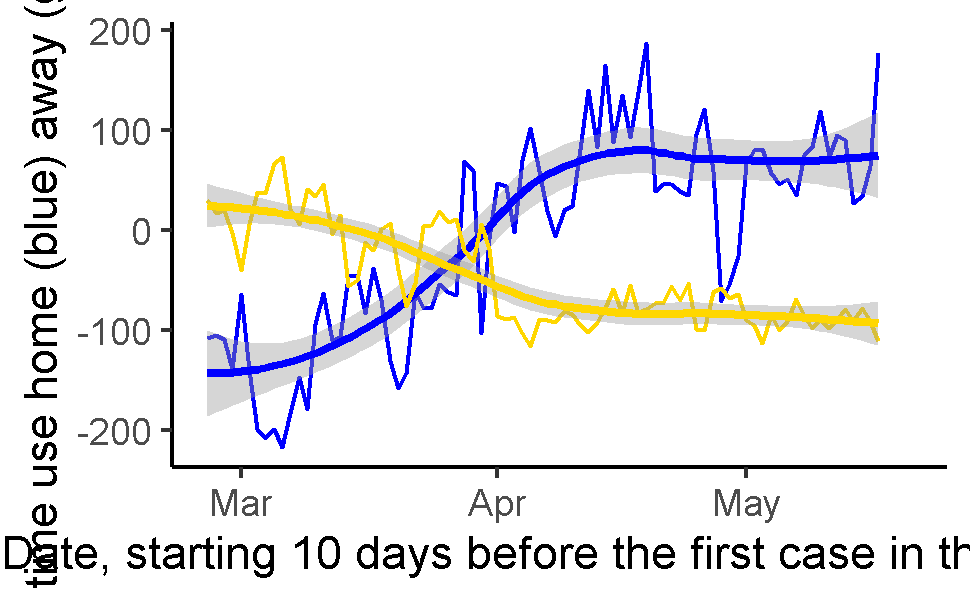 time use home (blue) away (
200
100
0
-100
-200
Mar Apr May
Date, starting 10 days before the first case in th